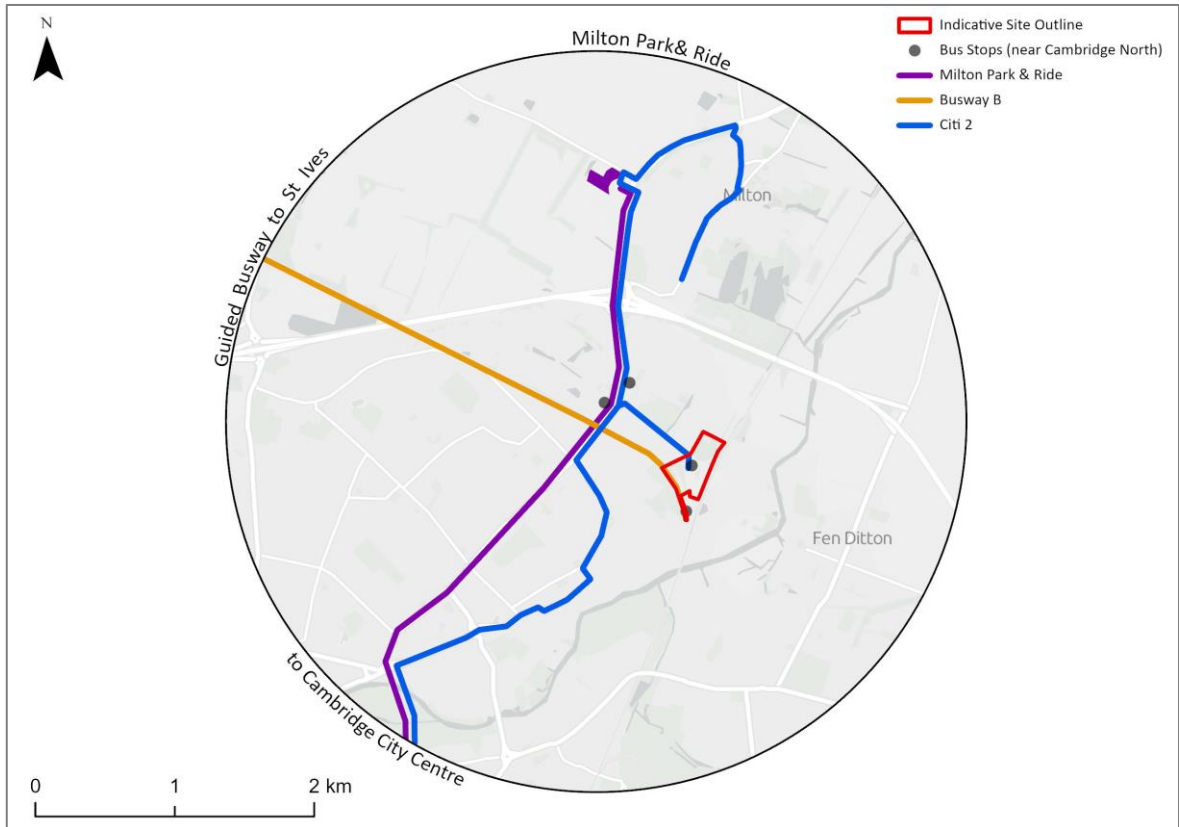 N
Milton Park& Ride
Indicative Site Outline
Bus Stops (near Cambridge North)
Milton Park & Ride
Busway B
Citi 2
Guided Busway to St Ives
Milton
Fen Ditton
to Cambridge City Centre
0 1 2 km